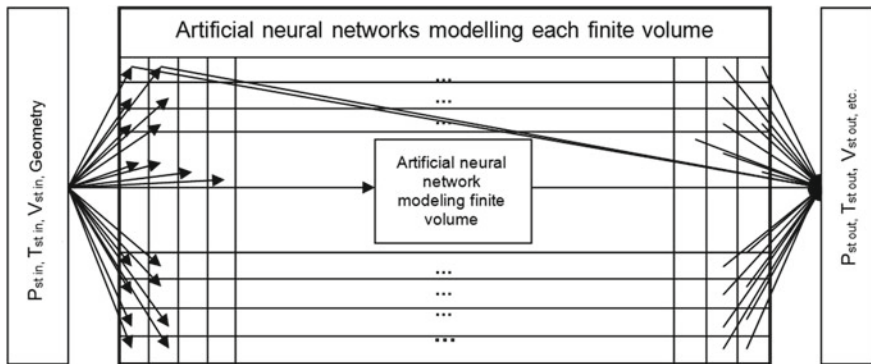 Artificial neural networks modelling each finite volume
P st in, T st in, V st in, Geometry
...
...
...
Artificial neural
network
modeling finite
volume
...
...
...
...
P st out, T st out, V st out, etc.